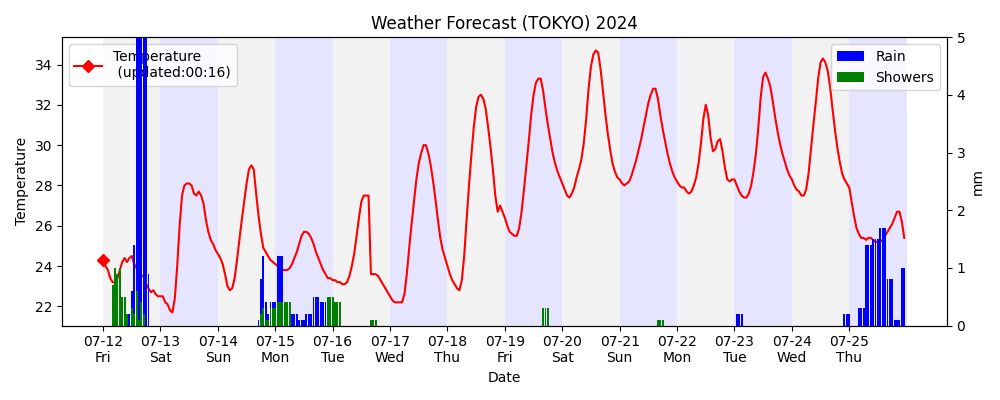 Weather Forecast (TOKYO) 2024
Temperature
(updated:00:16)
Rain
Showers
Temperature
34
32
30
28
26
24
22
5
4
3
2
1
0
mm
07-12 07-13 07-14 07-15 07-16 07-17 07-18 07-19 07-20 07-21 07-22 07-23 07-24 07-25
Fri Sat Sun Mon Tue Wed Thu Fri Sat Sun Mon Tue Wed Thu
Date